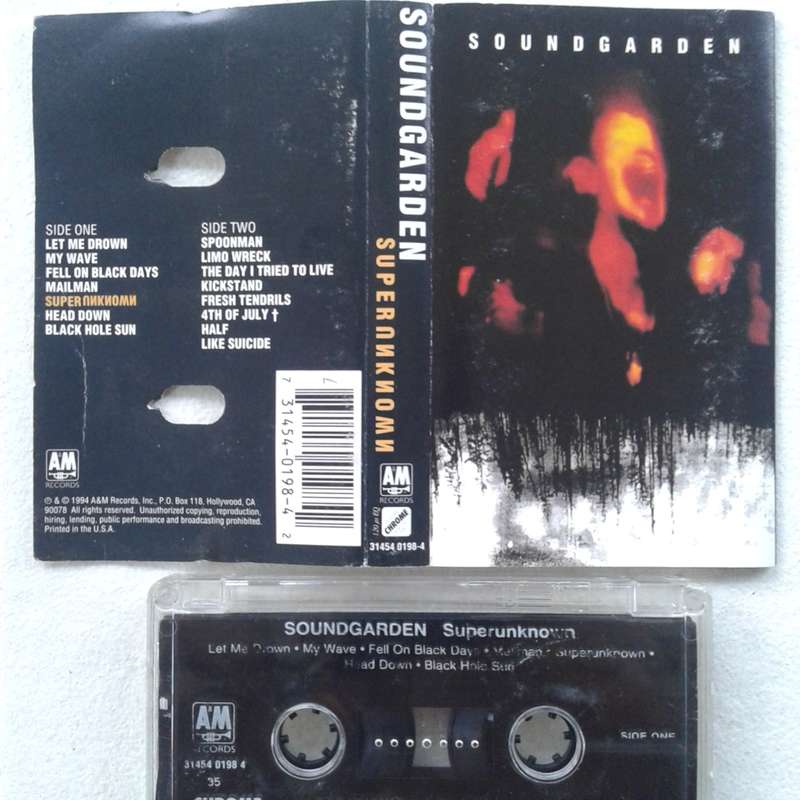 SIDE ONE
LET ME DROWN
MY WAVE
FELL ON BLACK DAYS
MAILMAN
SUPERUNKNOWN
HEAD DOWN
BLACK HOLE SUN
SIDE TWO
SPOONMAN
LIMO WRECK
THE DAY I TRIED TO LIVE
KICKSTAND
FRESH TENDRILS
4TH OF JULY †
HALF
LIKE SUICIDE
A&M
RECORDS
℗ & © 1994 A&M Records, Inc., P.O. Box 118, Hollywood, CA
90078 All rights reserved. Unauthorized copying, reproduction,
hiring, lending, public performance and broadcasting prohibited.
Printed in the U.S.A.
7 31454-0198-4 2
SOUNDGARDEN
SUPERUNKNOWN
A&M
RECORDS
120 µ EQ
CHROME
31454 0198-4
SOUNDGARDEN
SOUNDGARDEN Superunknown
Let Me Drown • My Wave • Fell On Black Days • Mailman • Superunknown •
Head Down • Black Hole Sun
A&M
RECORDS
SIDE ONE
31454 0198 4
35
CHROME